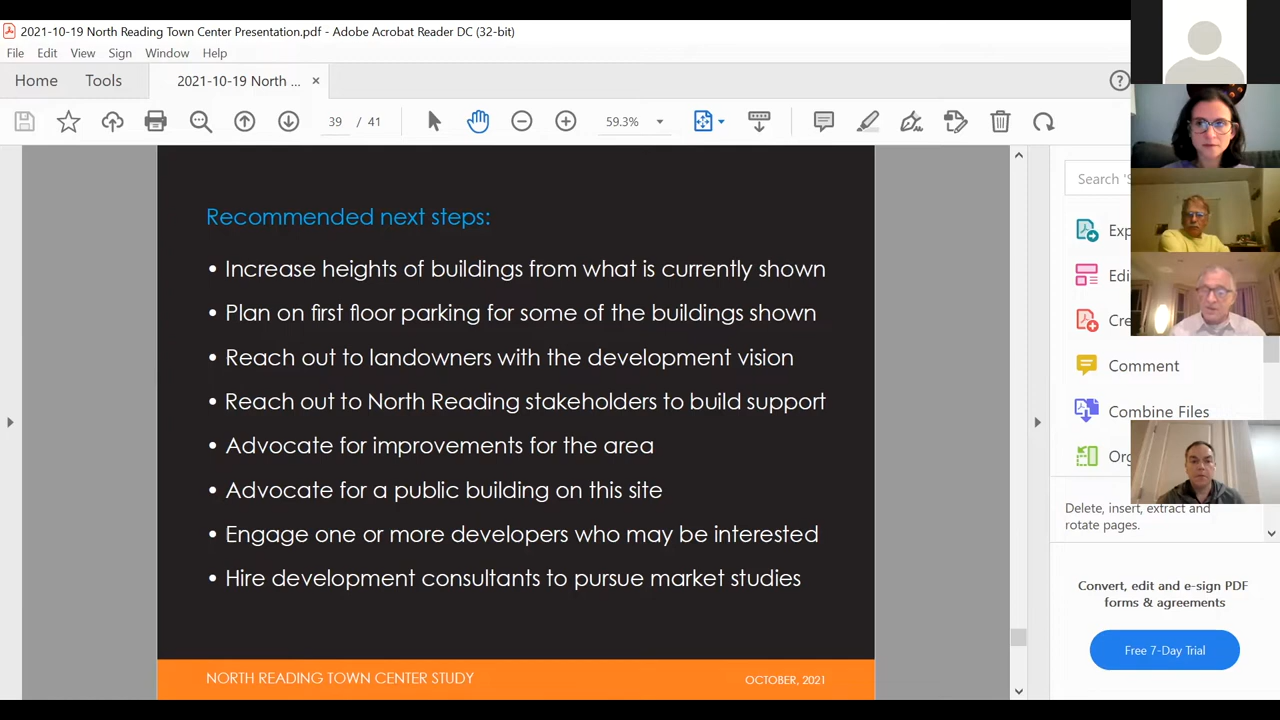 2021-10-19 North Reading Town Center Presentation.pdf - Adobe Acrobat Reader DC (32-bit)
File Edit View Sign Window Help
Home Tools 2021-10-19 North ... ×
39 / 41 59.3%
Recommended next steps:
• Increase heights of buildings from what is currently shown
• Plan on first floor parking for some of the buildings shown
• Reach out to landowners with the development vision
• Reach out to North Reading stakeholders to build support
• Advocate for improvements for the area
• Advocate for a public building on this site
• Engage one or more developers who may be interested
• Hire development consultants to pursue market studies
NORTH READING TOWN CENTER STUDY OCTOBER, 2021
Search
Exp
Edi
Cre
Comment
Combine Files
Org
Delete, insert, extract and
rotate pages.
Convert, edit and e-sign PDF
forms & agreements
Free 7-Day Trial